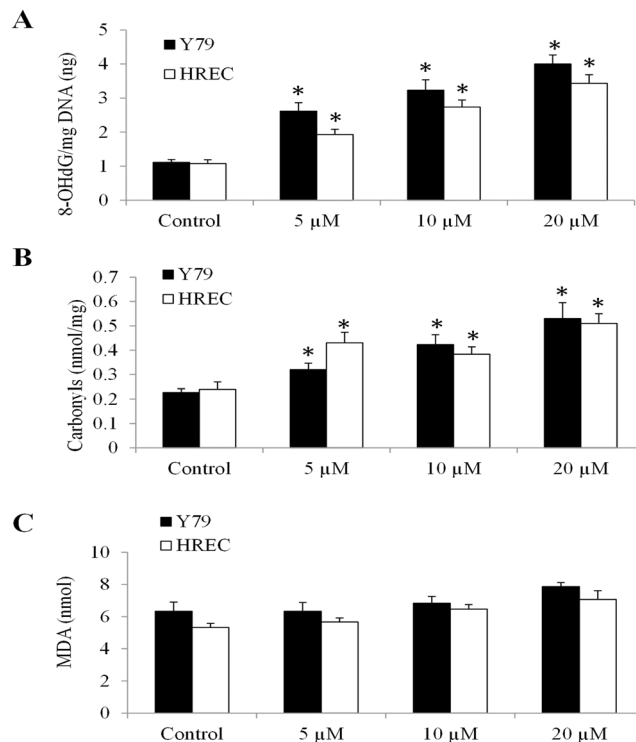 A
8-OHdG/mg DNA (ng)
5
4
3
2
1
0
Y79
HREC
* * * * * *
Control 5 µM 10 µM 20 µM
B
Carbonyls (nmol/mg)
0.7
0.6
0.5
0.4
0.3
0.2
0.1
0
Y79
HREC
* * * * * *
Control 5 µM 10 µM 20 µM
C
MDA (nmol)
10
8
6
4
2
0
Y79
HREC
Control 5 µM 10 µM 20 µM